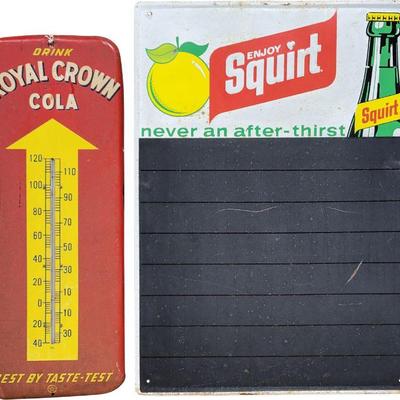 DRINK
ROYAL CROWN
COLA
120
110
100
90
80
70
60
50
40
30
20
10
0
10
20
30
40
BEST BY TASTE-TEST
ENJOY
Squirt
never an after-thirst
Squirt